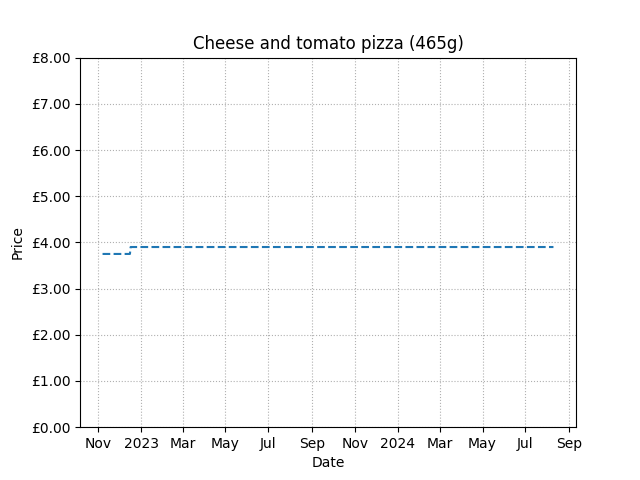 Cheese and tomato pizza (465g)
£8.00
£7.00
£6.00
£5.00
£4.00
£3.00
£2.00
£1.00
£0.00
Price
Nov 2023 Mar May Jul Sep Nov 2024 Mar May Jul Sep
Date